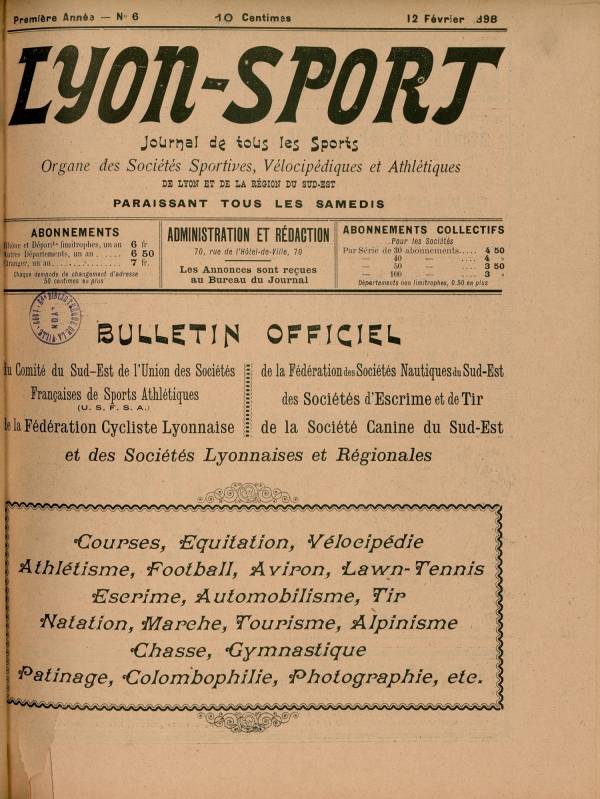 Première Année — No 6 10 Centimes 12 Février 898
LYON-SPORT
Journal de tous les Sports
Organe des Sociétés Sportives, Vélocipédiques et Athlétiques
DE LYON ET DE LA RÉGION DU SUD-EST
PARAISSANT TOUS LES SAMEDIS
ABONNEMENTS
Rhône et Départts limitrophes, un an 6 fr
Autres Départements, un an ...... 6 50
Étranger, un an .......... 7 fr.
Chaque demande de changement d'adresse
50 centimes en plus
ADMINISTRATION ET RÉDACTION
70, rue de l'Hôtel-de-Ville, 70
Les Annonces sont reçues
au Bureau du Journal
ABONNEMENTS COLLECTIFS
Pour les Sociétés
Par Série de 30 abonnements..... 4 50
— 40 — .... 4 »
— 50 — .... 3 50
— 100 — .... 3 »
Départements non limitrophes, 0.50 en plus
BULLETIN OFFICIEL
du Comité du Sud-Est de l'Union des Sociétés
Françaises de Sports Athlétiques
(U. S. F. S. A.)
de la Fédération Cycliste Lyonnaise
de la Fédération des Sociétés Nautiques du Sud-Est
des Sociétés d'Escrime et de Tir
de la Société Canine du Sud-Est
et des Sociétés Lyonnaises et Régionales
Courses, Equitation, Vélocipédie
Athlétisme, Football, Aviron, Lawn-Tennis
Escrime, Automobilisme, Tir
Natation, Marche, Tourisme, Alpinisme
Chasse, Gymnastique
Patinage, Colombophilie, Photographie, etc.